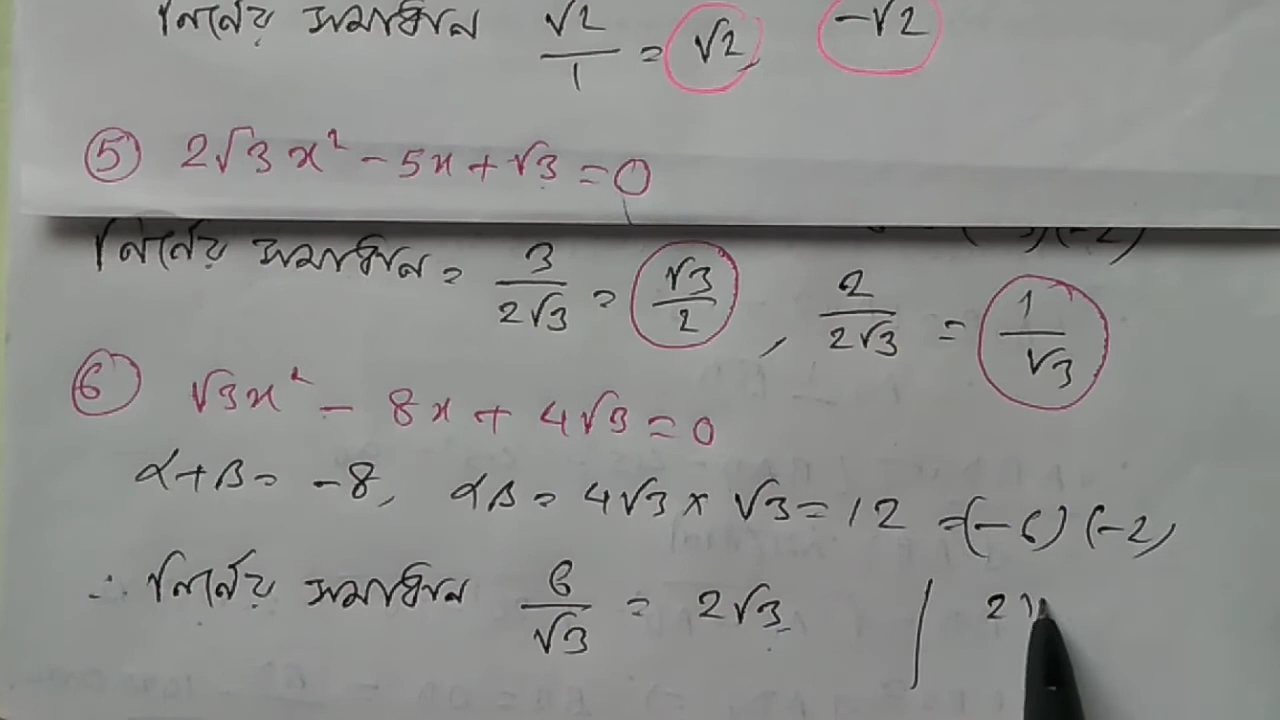 নির্নেয় সমাধান √2/1 = √2, -√2
⑤ 2√3x² - 5x + √3 = 0
নির্নেয় সমাধান = 3/2√3 = √3/2 , 2/2√3 = 1/√3
⑥ √3x² - 8x + 4√3 = 0
α+β = -8, αβ = 4√3 × √3 = 12 = (-6)(-2)
∴ নির্নেয় সমাধান 6/√3 = 2√3 | 2